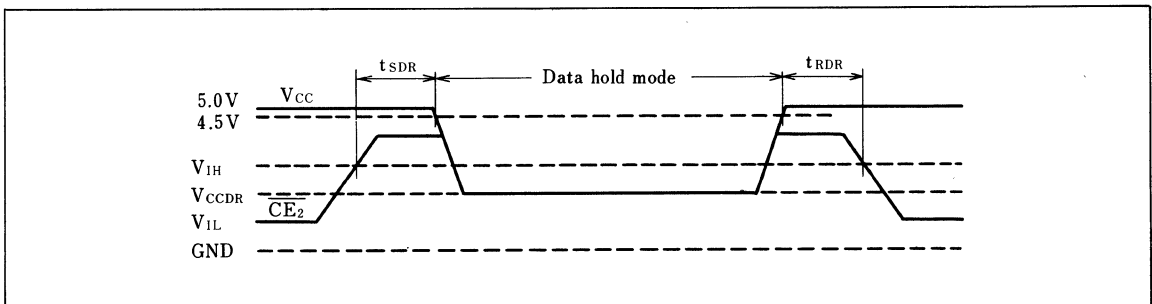 tSDR
Data hold mode
tRDR
5.0V VCC
4.5V
VIH
VCCDR
CE2
VIL
GND